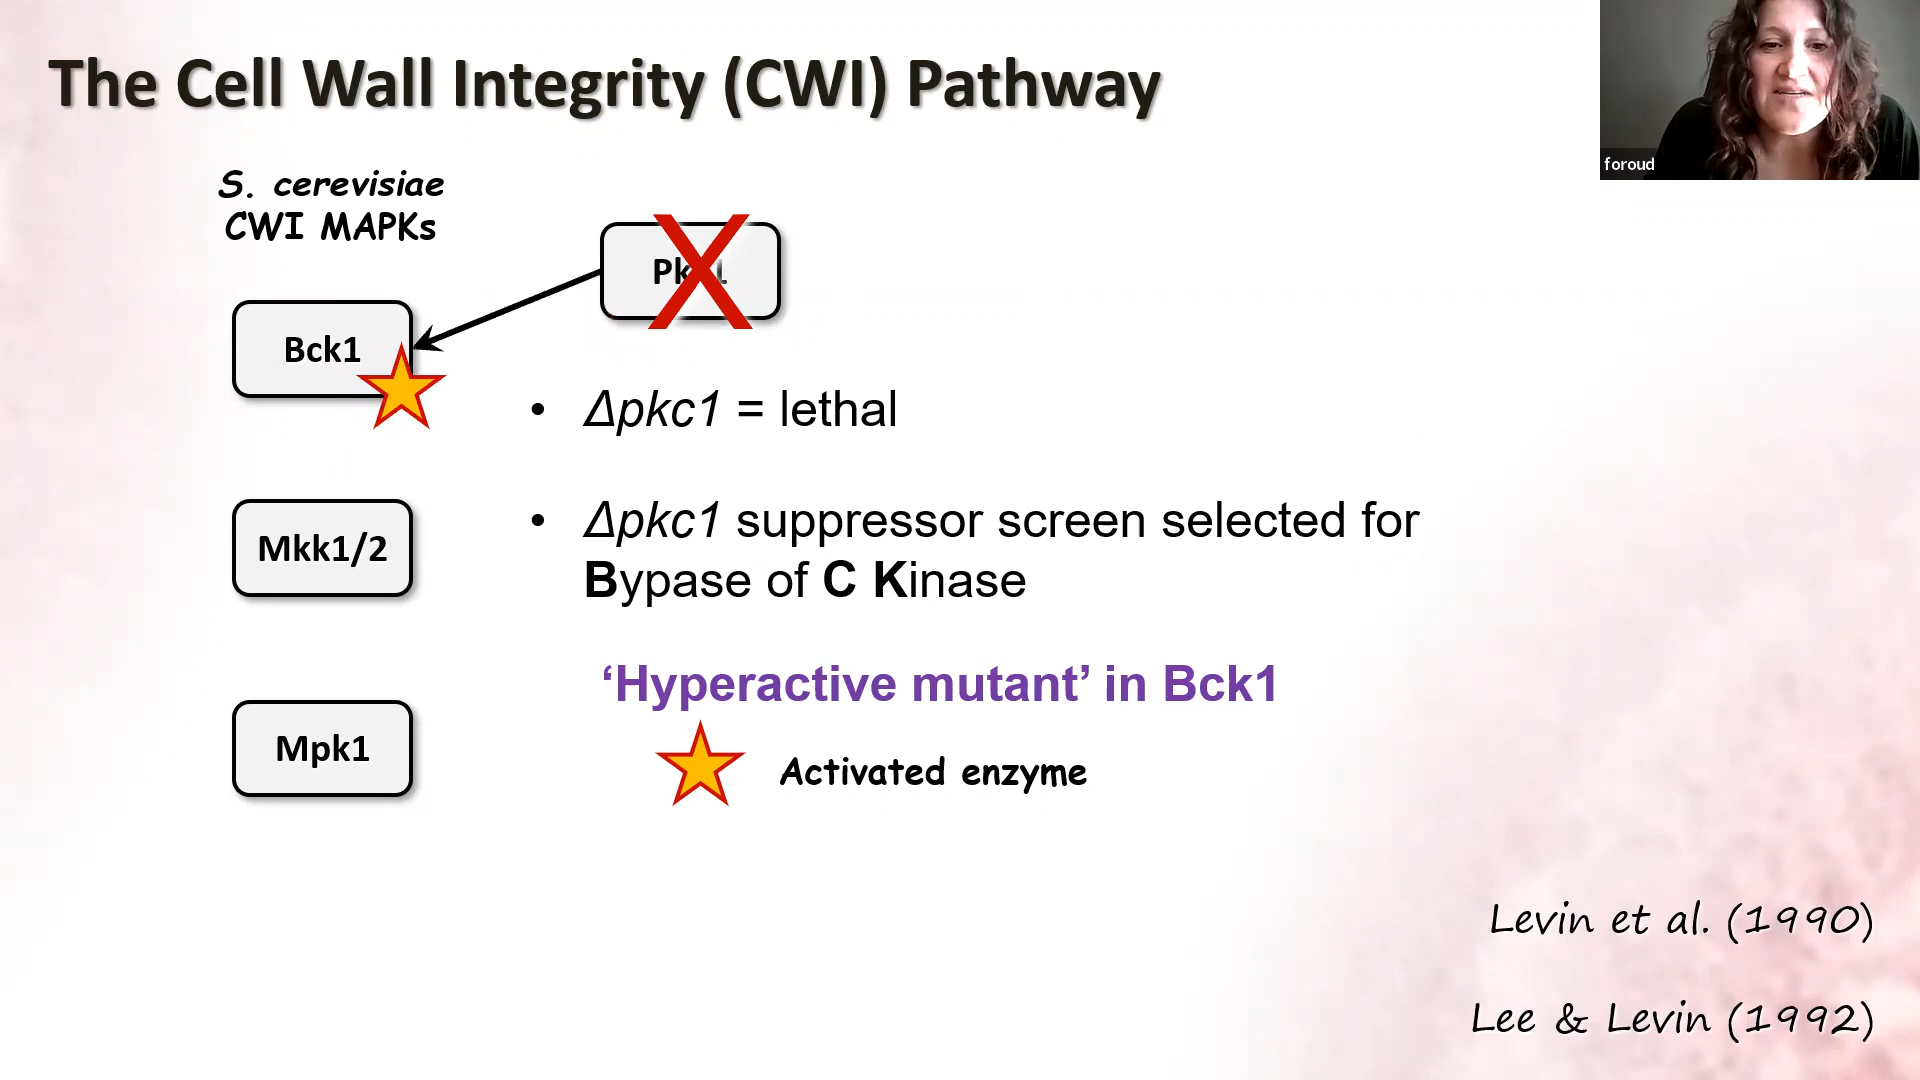 The Cell Wall Integrity (CWI) Pathway
foroud
S. cerevisiae
CWI MAPKs
Bck1
Δpkc1 = lethal
Δpkc1 suppressor screen selected for
Bypase of C Kinase
Mkk1/2
‘Hyperactive mutant’ in Bck1
Mpk1
Activated enzyme
Levin et al. (1990)
Lee & Levin (1992)